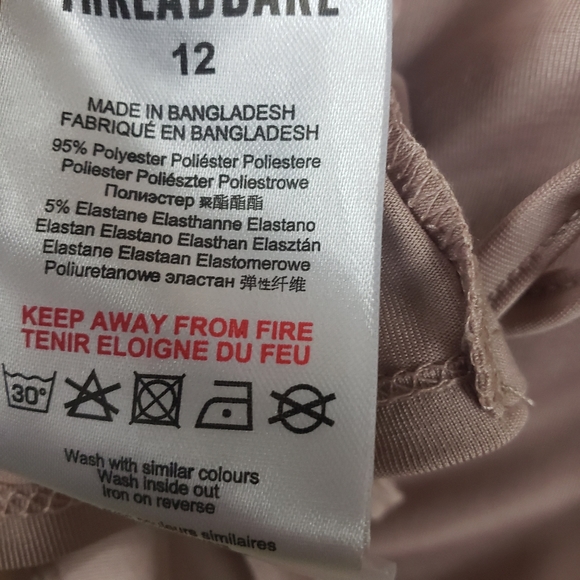 THREADBARE
12
MADE IN BANGLADESH
FABRIQUÉ EN BANGLADESH
95% Polyester Poliéster Poliestere
Poliester Poliészter Poliestrowe
Полиэстер 聚酯酯酯
5% Elastane Elasthanne Elastano
Elastan Elastano Elasthan Elasztán
Elastane Elastaan Elastomerowe
Poliuretanowe эластан 弹性纤维
KEEP AWAY FROM FIRE
TENIR ELOIGNE DU FEU
30°
Wash with similar colours
Wash inside out
Iron on reverse
similaires